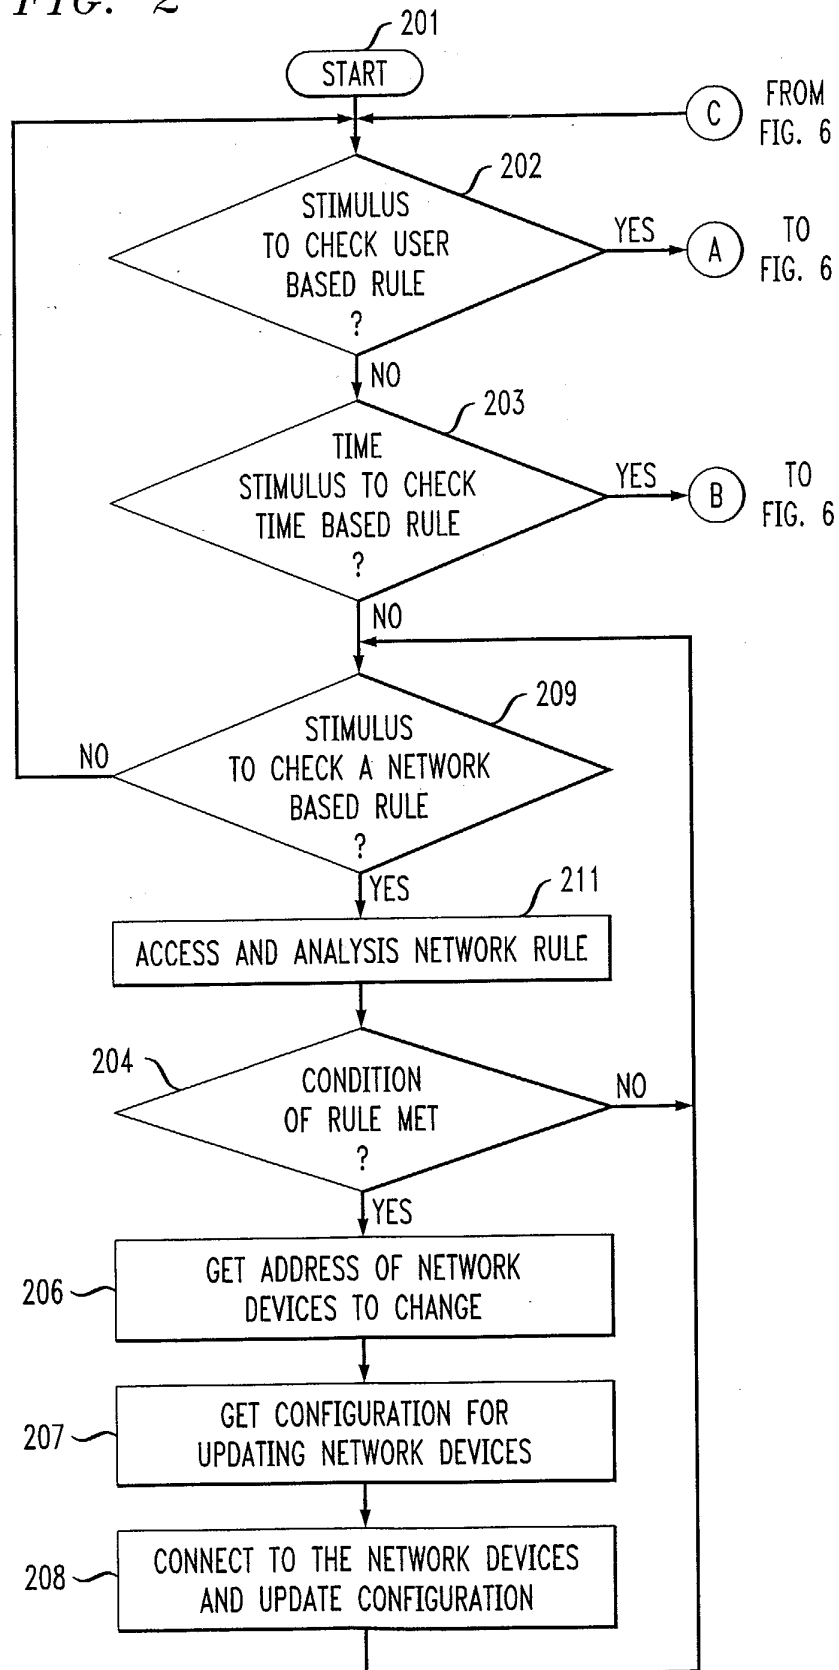 FIG. 2
201
START
C
FROM
FIG. 6
202
STIMULUS
TO CHECK USER
BASED RULE
?
YES
A
TO
FIG. 6
NO
203
TIME
STIMULUS TO CHECK
TIME BASED RULE
?
YES
B
TO
FIG. 6
NO
209
STIMULUS
TO CHECK A NETWORK
BASED RULE
?
NO
YES
211
ACCESS AND ANALYSIS NETWORK RULE
204
CONDITION
OF RULE MET
?
NO
YES
206
GET ADDRESS OF NETWORK
DEVICES TO CHANGE
207
GET CONFIGURATION FOR
UPDATING NETWORK DEVICES
208
CONNECT TO THE NETWORK DEVICES
AND UPDATE CONFIGURATION